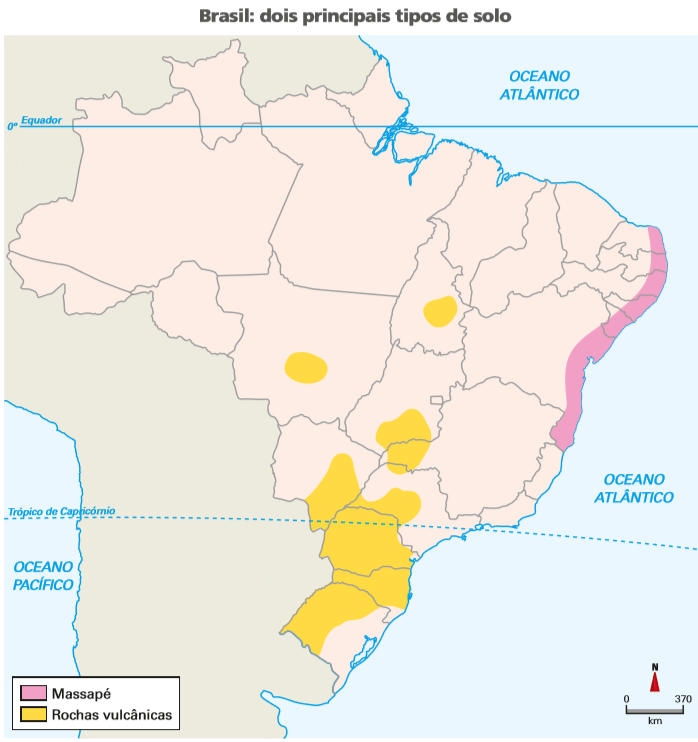 Brasil: dois principais tipos de solo
OCEANO
ATLÂNTICO
0° Equador
Trópico de Capricórnio
OCEANO
ATLÂNTICO
OCEANO
PACÍFICO
Massapé
Rochas vulcânicas
N
0 370
km